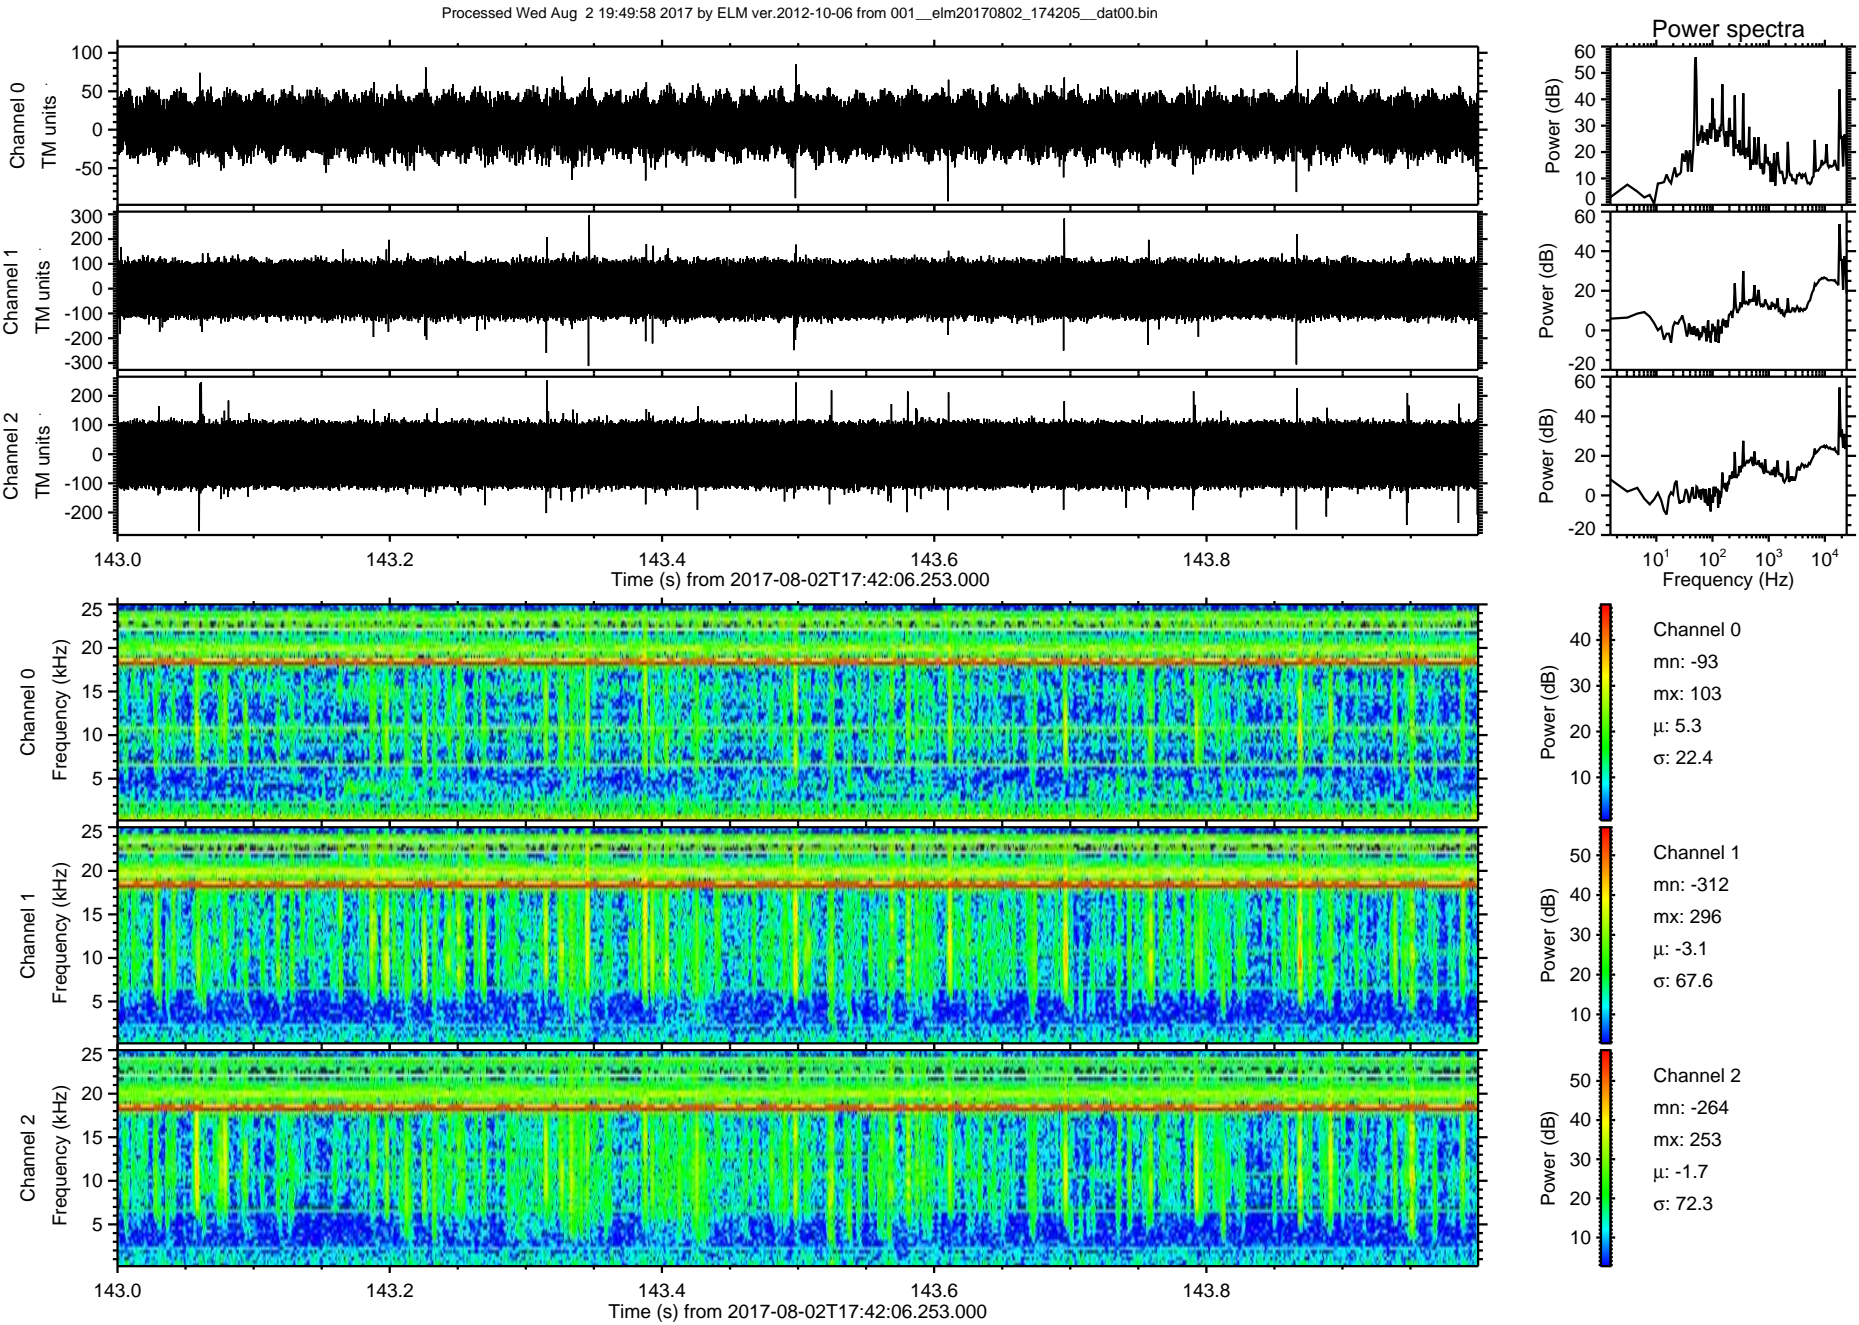 Processed Wed Aug  2 19:49:58 2017 by ELM ver.2012-10-06 from 001__elm20170802_174205__dat00.bin
Power spectra
Channel 0
TM units
100
50
0
-50
Power (dB)
60
50
40
30
20
10
0
Channel 1
TM units
300
200
100
0
-100
-200
-300
Power (dB)
60
40
20
0
-20
Channel 2
TM units
200
100
0
-100
-200
Power (dB)
60
40
20
0
-20
143.0 143.2 143.4 143.6 143.8
Time (s) from 2017-08-02T17:42:06.253.000
10¹ 10² 10³ 10⁴
Frequency (Hz)
Channel 0
Frequency (kHz)
25
20
15
10
5
Power (dB)
40
30
20
10
Channel 0
mn: -93
mx: 103
μ: 5.3
σ: 22.4
Channel 1
Frequency (kHz)
25
20
15
10
5
Power (dB)
50
40
30
20
10
Channel 1
mn: -312
mx: 296
μ: -3.1
σ: 67.6
Channel 2
Frequency (kHz)
25
20
15
10
5
Power (dB)
50
40
30
20
10
Channel 2
mn: -264
mx: 253
μ: -1.7
σ: 72.3
143.0 143.2 143.4 143.6 143.8
Time (s) from 2017-08-02T17:42:06.253.000